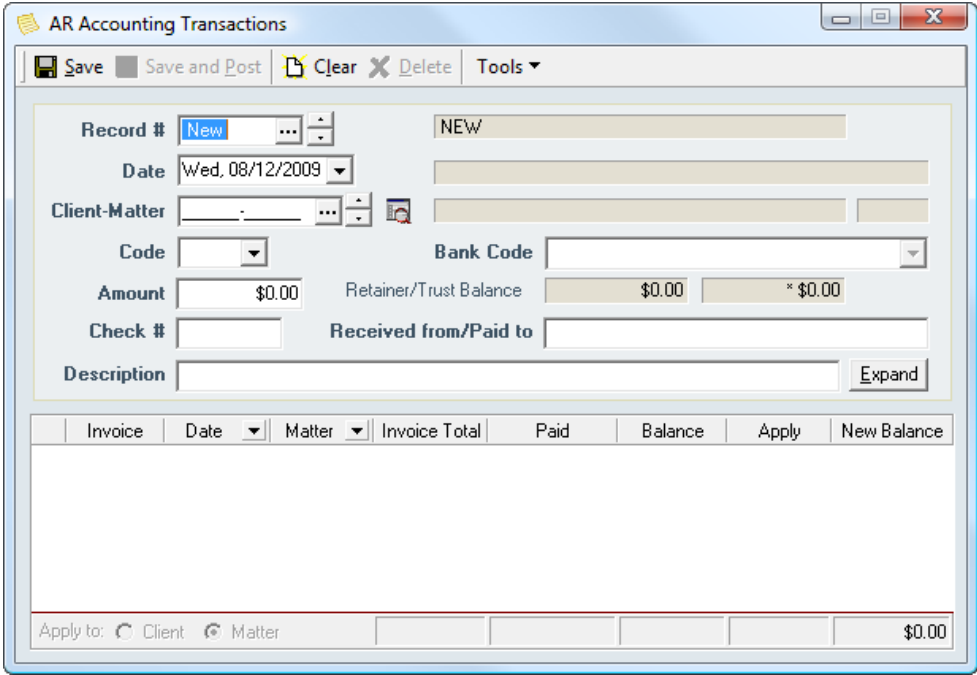 AR Accounting Transactions
Save Save and Post Clear Delete Tools
Record # New ... NEW
Date Wed, 08/12/2009
Client-Matter _____-_____ ...
Code Bank Code
Amount $0.00 Retainer/Trust Balance $0.00 * $0.00
Check # Received from/Paid to
Description Expand
Invoice Date Matter Invoice Total Paid Balance Apply New Balance
Apply to: Client Matter $0.00